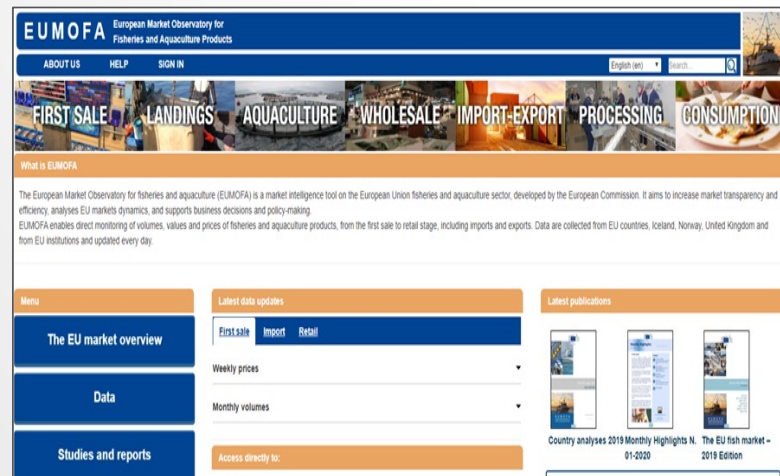 EUMOFA European Market Observatory for
Fisheries and Aquaculture Products
ABOUT US HELP SIGN IN English (en) Search...
FIRST SALE LANDINGS AQUACULTURE WHOLESALE IMPORT-EXPORT PROCESSING CONSUMPTION
What is EUMOFA
The European Market Observatory for fisheries and aquaculture (EUMOFA) is a market intelligence tool on the European Union fisheries and aquaculture sector, developed by the European Commission. It aims to increase market transparency and
efficiency, analyses EU markets dynamics, and supports business decisions and policy-making.
EUMOFA enables direct monitoring of volumes, values and prices of fisheries and aquaculture products, from the first sale to retail stage, including imports and exports. Data are collected from EU countries, Iceland, Norway, United Kingdom and
from EU institutions and updated every day.
Menu
The EU market overview
Data
Studies and reports
Latest data updates
First sale Import Retail
Weekly prices
Monthly volumes
Access directly to:
Latest publications
Country analyses 2019
Monthly Highlights N.
01-2020
The EU fish market –
2019 Edition